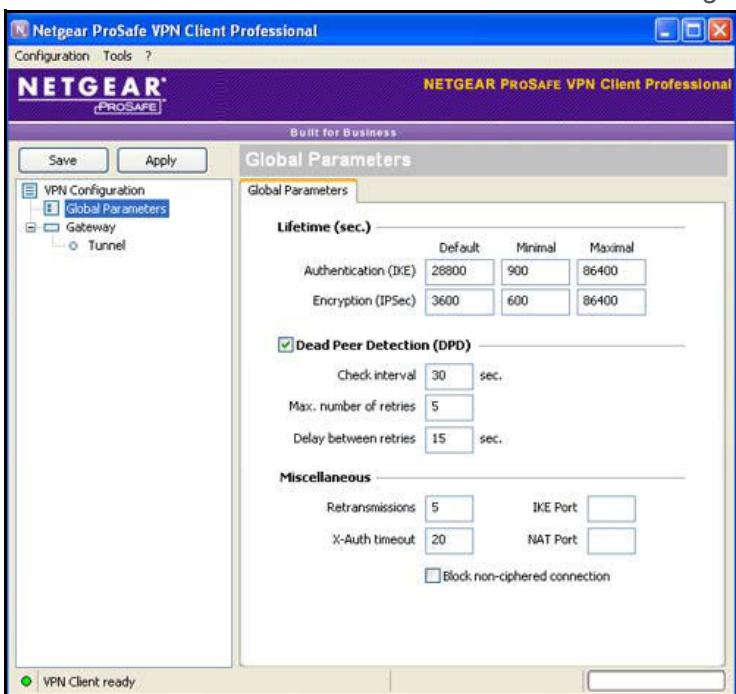 Netgear ProSafe VPN Client Professional
Configuration Tools ?
NETGEAR®
PROSAFE
NETGEAR PROSAFE VPN Client Professional
Built for Business
Save Apply
Global Parameters
VPN Configuration
Global Parameters
Gateway
Tunnel
Global Parameters
Lifetime (sec.)
Default Minimal Maximal
Authentication (IKE) 28800 900 86400
Encryption (IPSec) 3600 600 86400
Dead Peer Detection (DPD)
Check interval 30 sec.
Max. number of retries 5
Delay between retries 15 sec.
Miscellaneous
Retransmissions 5 IKE Port
X-Auth timeout 20 NAT Port
Block non-ciphered connection
VPN Client ready